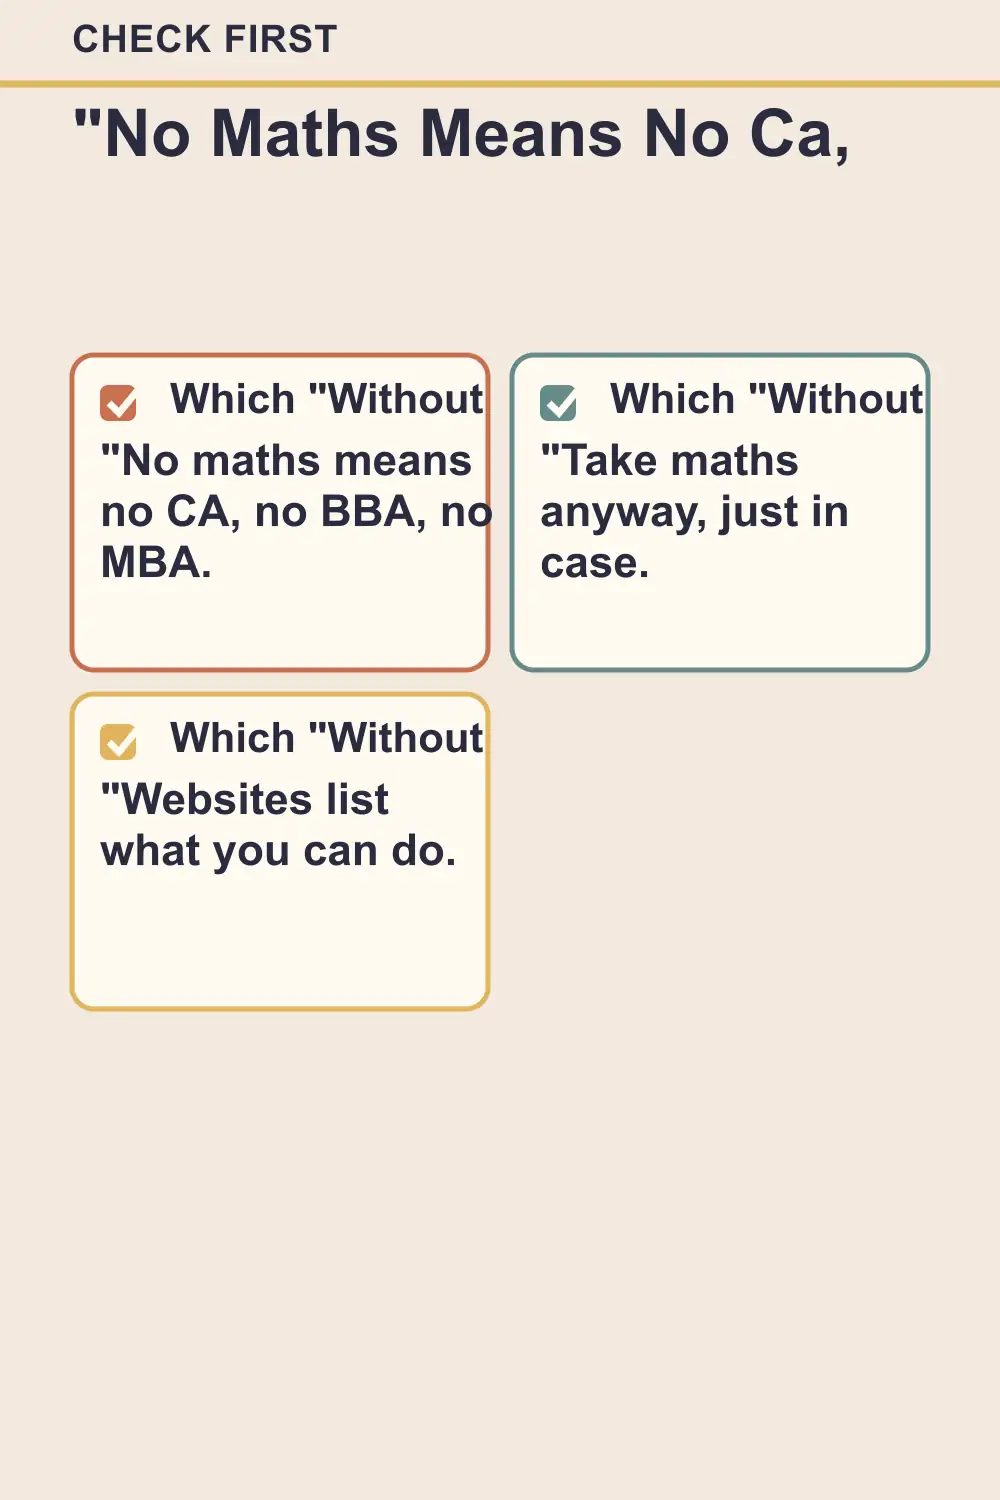 CHECK FIRST
"No Maths Means No Ca,
Which "Without
"No maths means
no CA, no BBA, no
MBA.
Which "Without
"Take maths
anyway, just in
case.
Which "Without
"Websites list
what you can do.